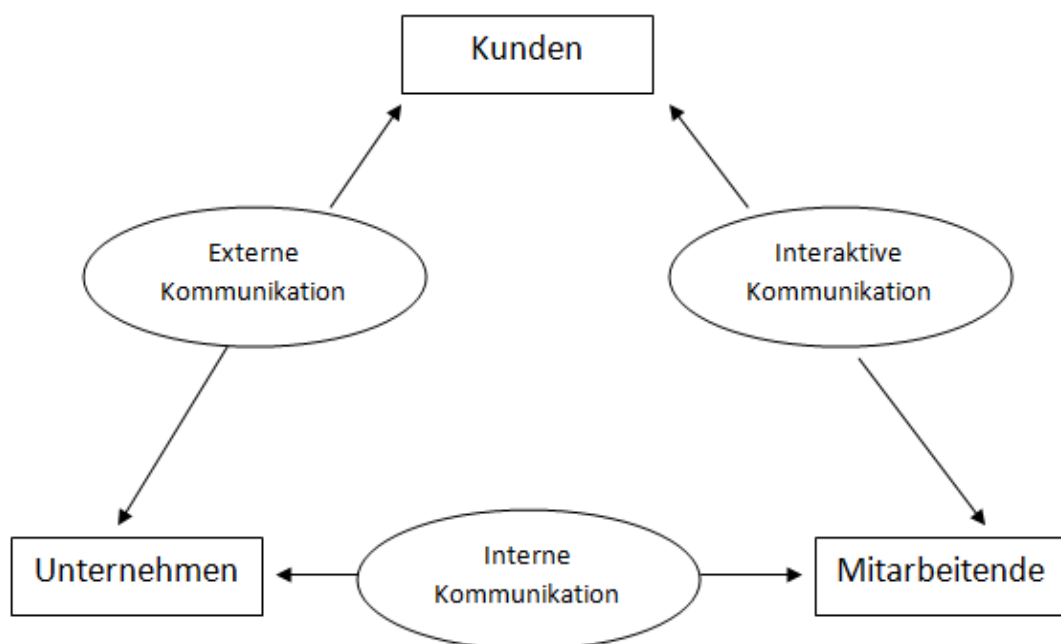 Kunden
Externe
Kommunikation
Interaktive
Kommunikation
Unternehmen
Interne
Kommunikation
Mitarbeitende